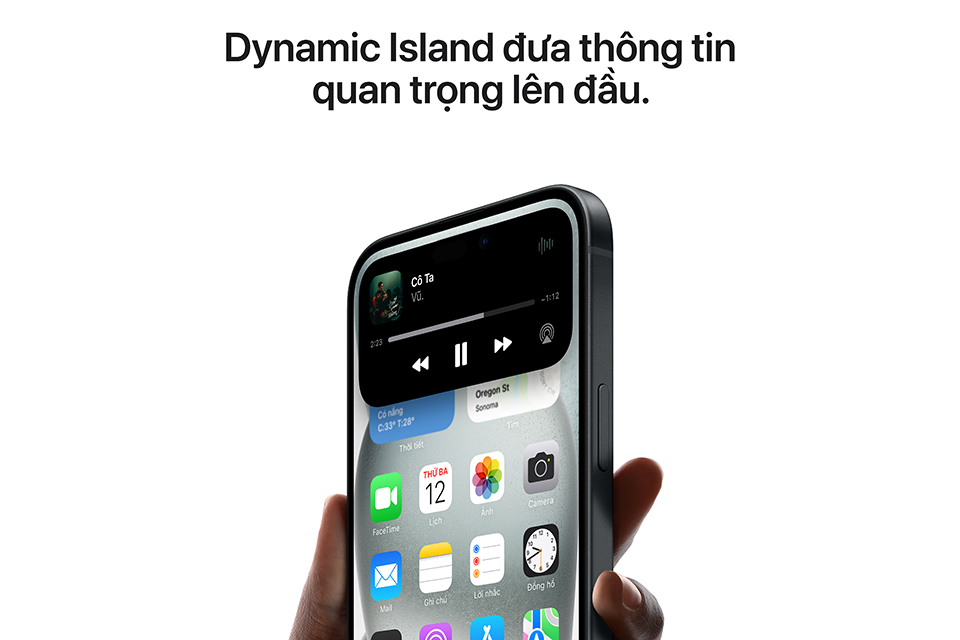 Dynamic Island đưa thông tin
quan trọng lên đầu.
Cô Ta
Vũ.
2:23
-1:12
Có nắng
C:33° T:28°
Thời tiết
Oregon St
Sonoma
Tìm
FaceTime
THỨ BA
12
Lịch
Ảnh
Camera
Mail
Ghi chú
Lời nhắc
Đồng hồ